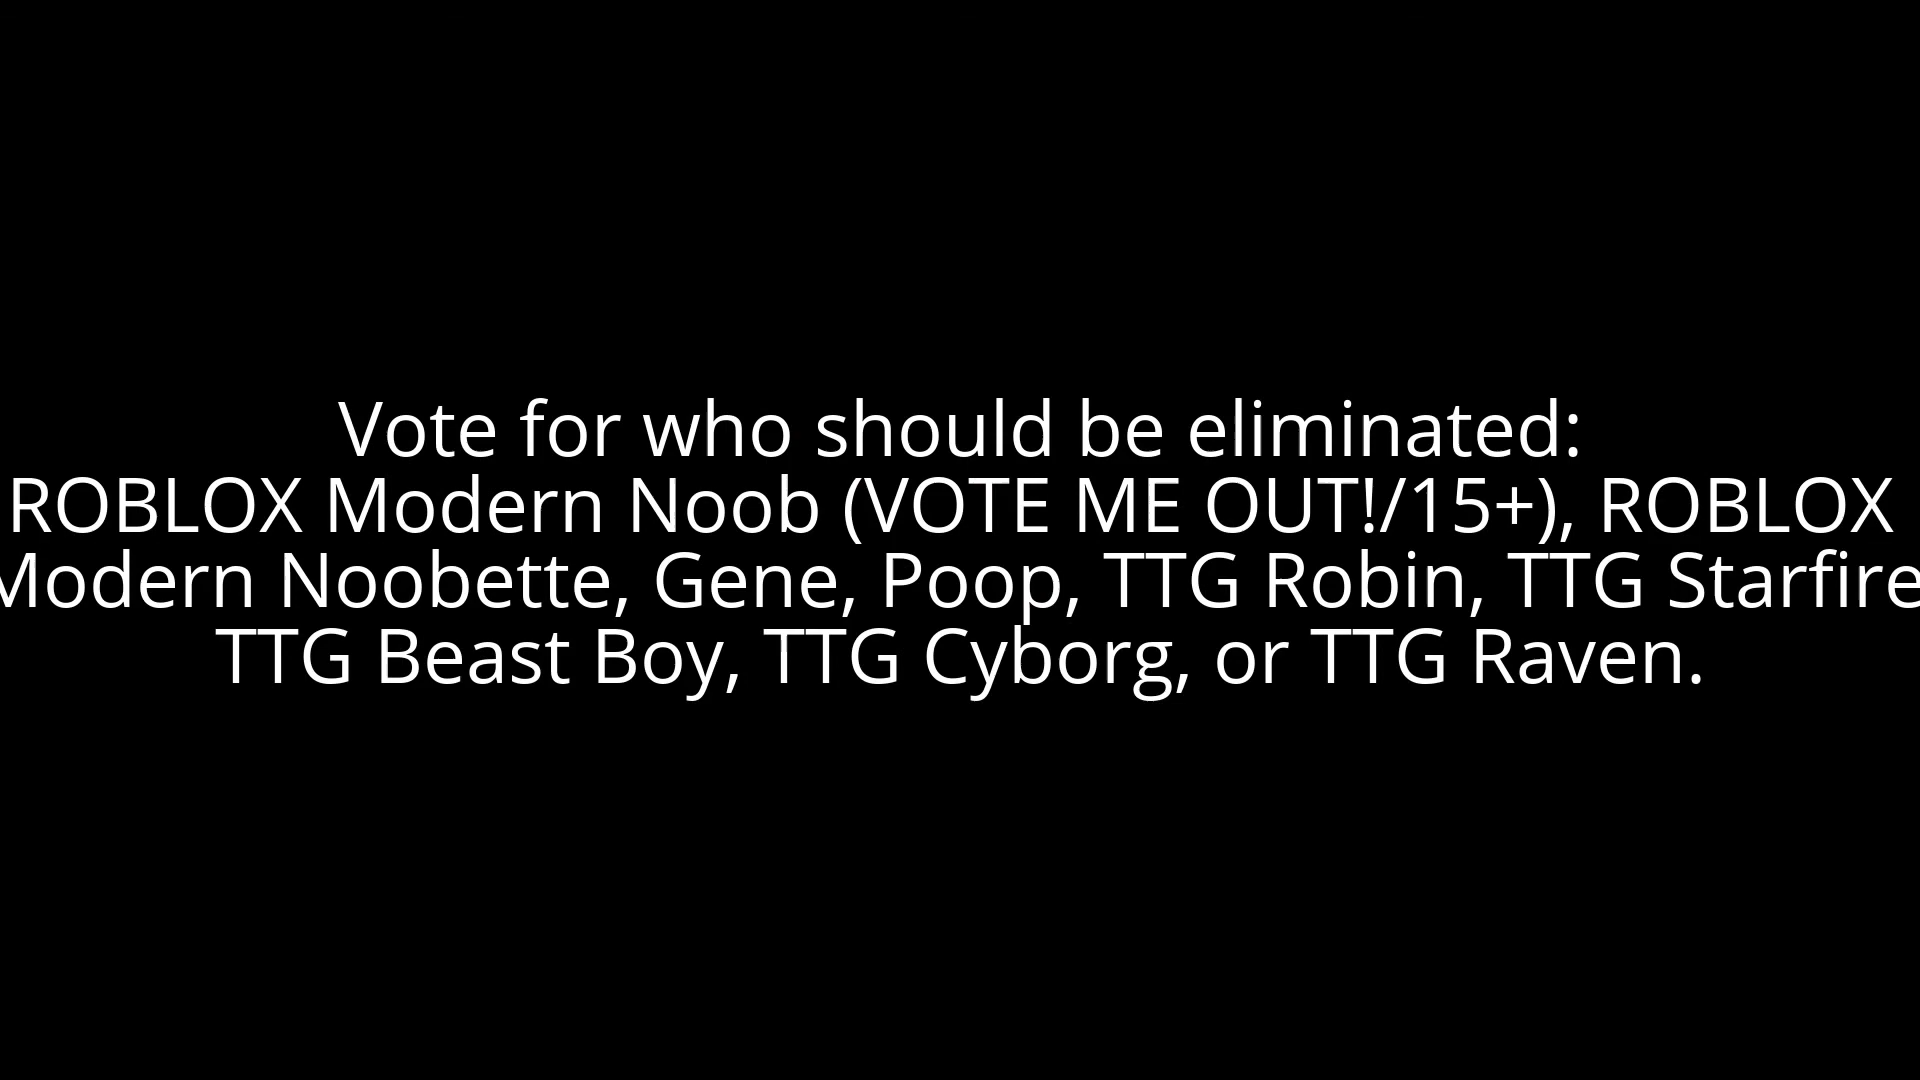 Vote for who should be eliminated:
ROBLOX Modern Noob (VOTE ME OUT!/15+), ROBLOX
Modern Noobette, Gene, Poop, TTG Robin, TTG Starfire
TTG Beast Boy, TTG Cyborg, or TTG Raven.